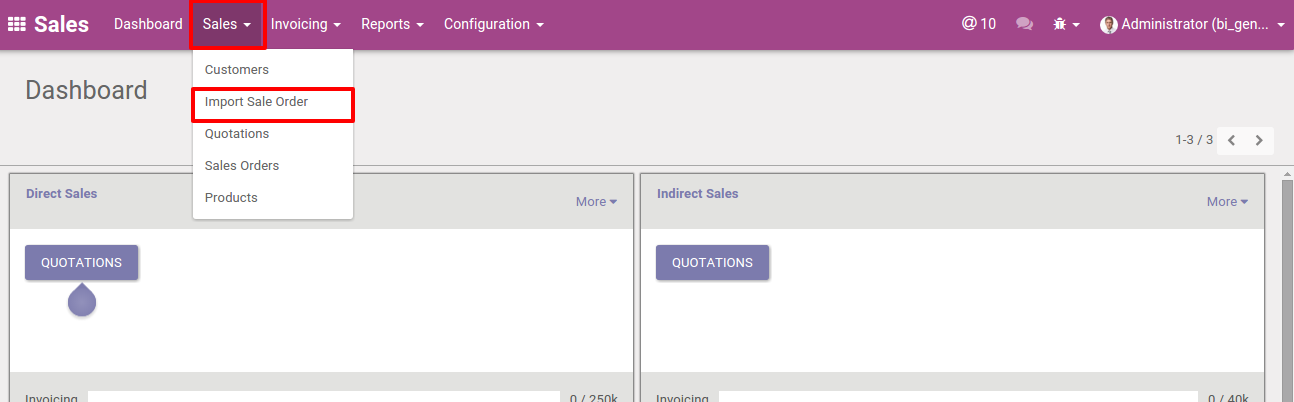 Sales Dashboard Sales Invoicing Reports Configuration @ 10 Administrator (bi_gen...
Customers
Dashboard
Import Sale Order
Quotations
1-3 / 3
Sales Orders
Products
Direct Sales
More
Indirect Sales
More
QUOTATIONS
QUOTATIONS
Invoicing 0 / 250k
Invoicing 0 / 40k